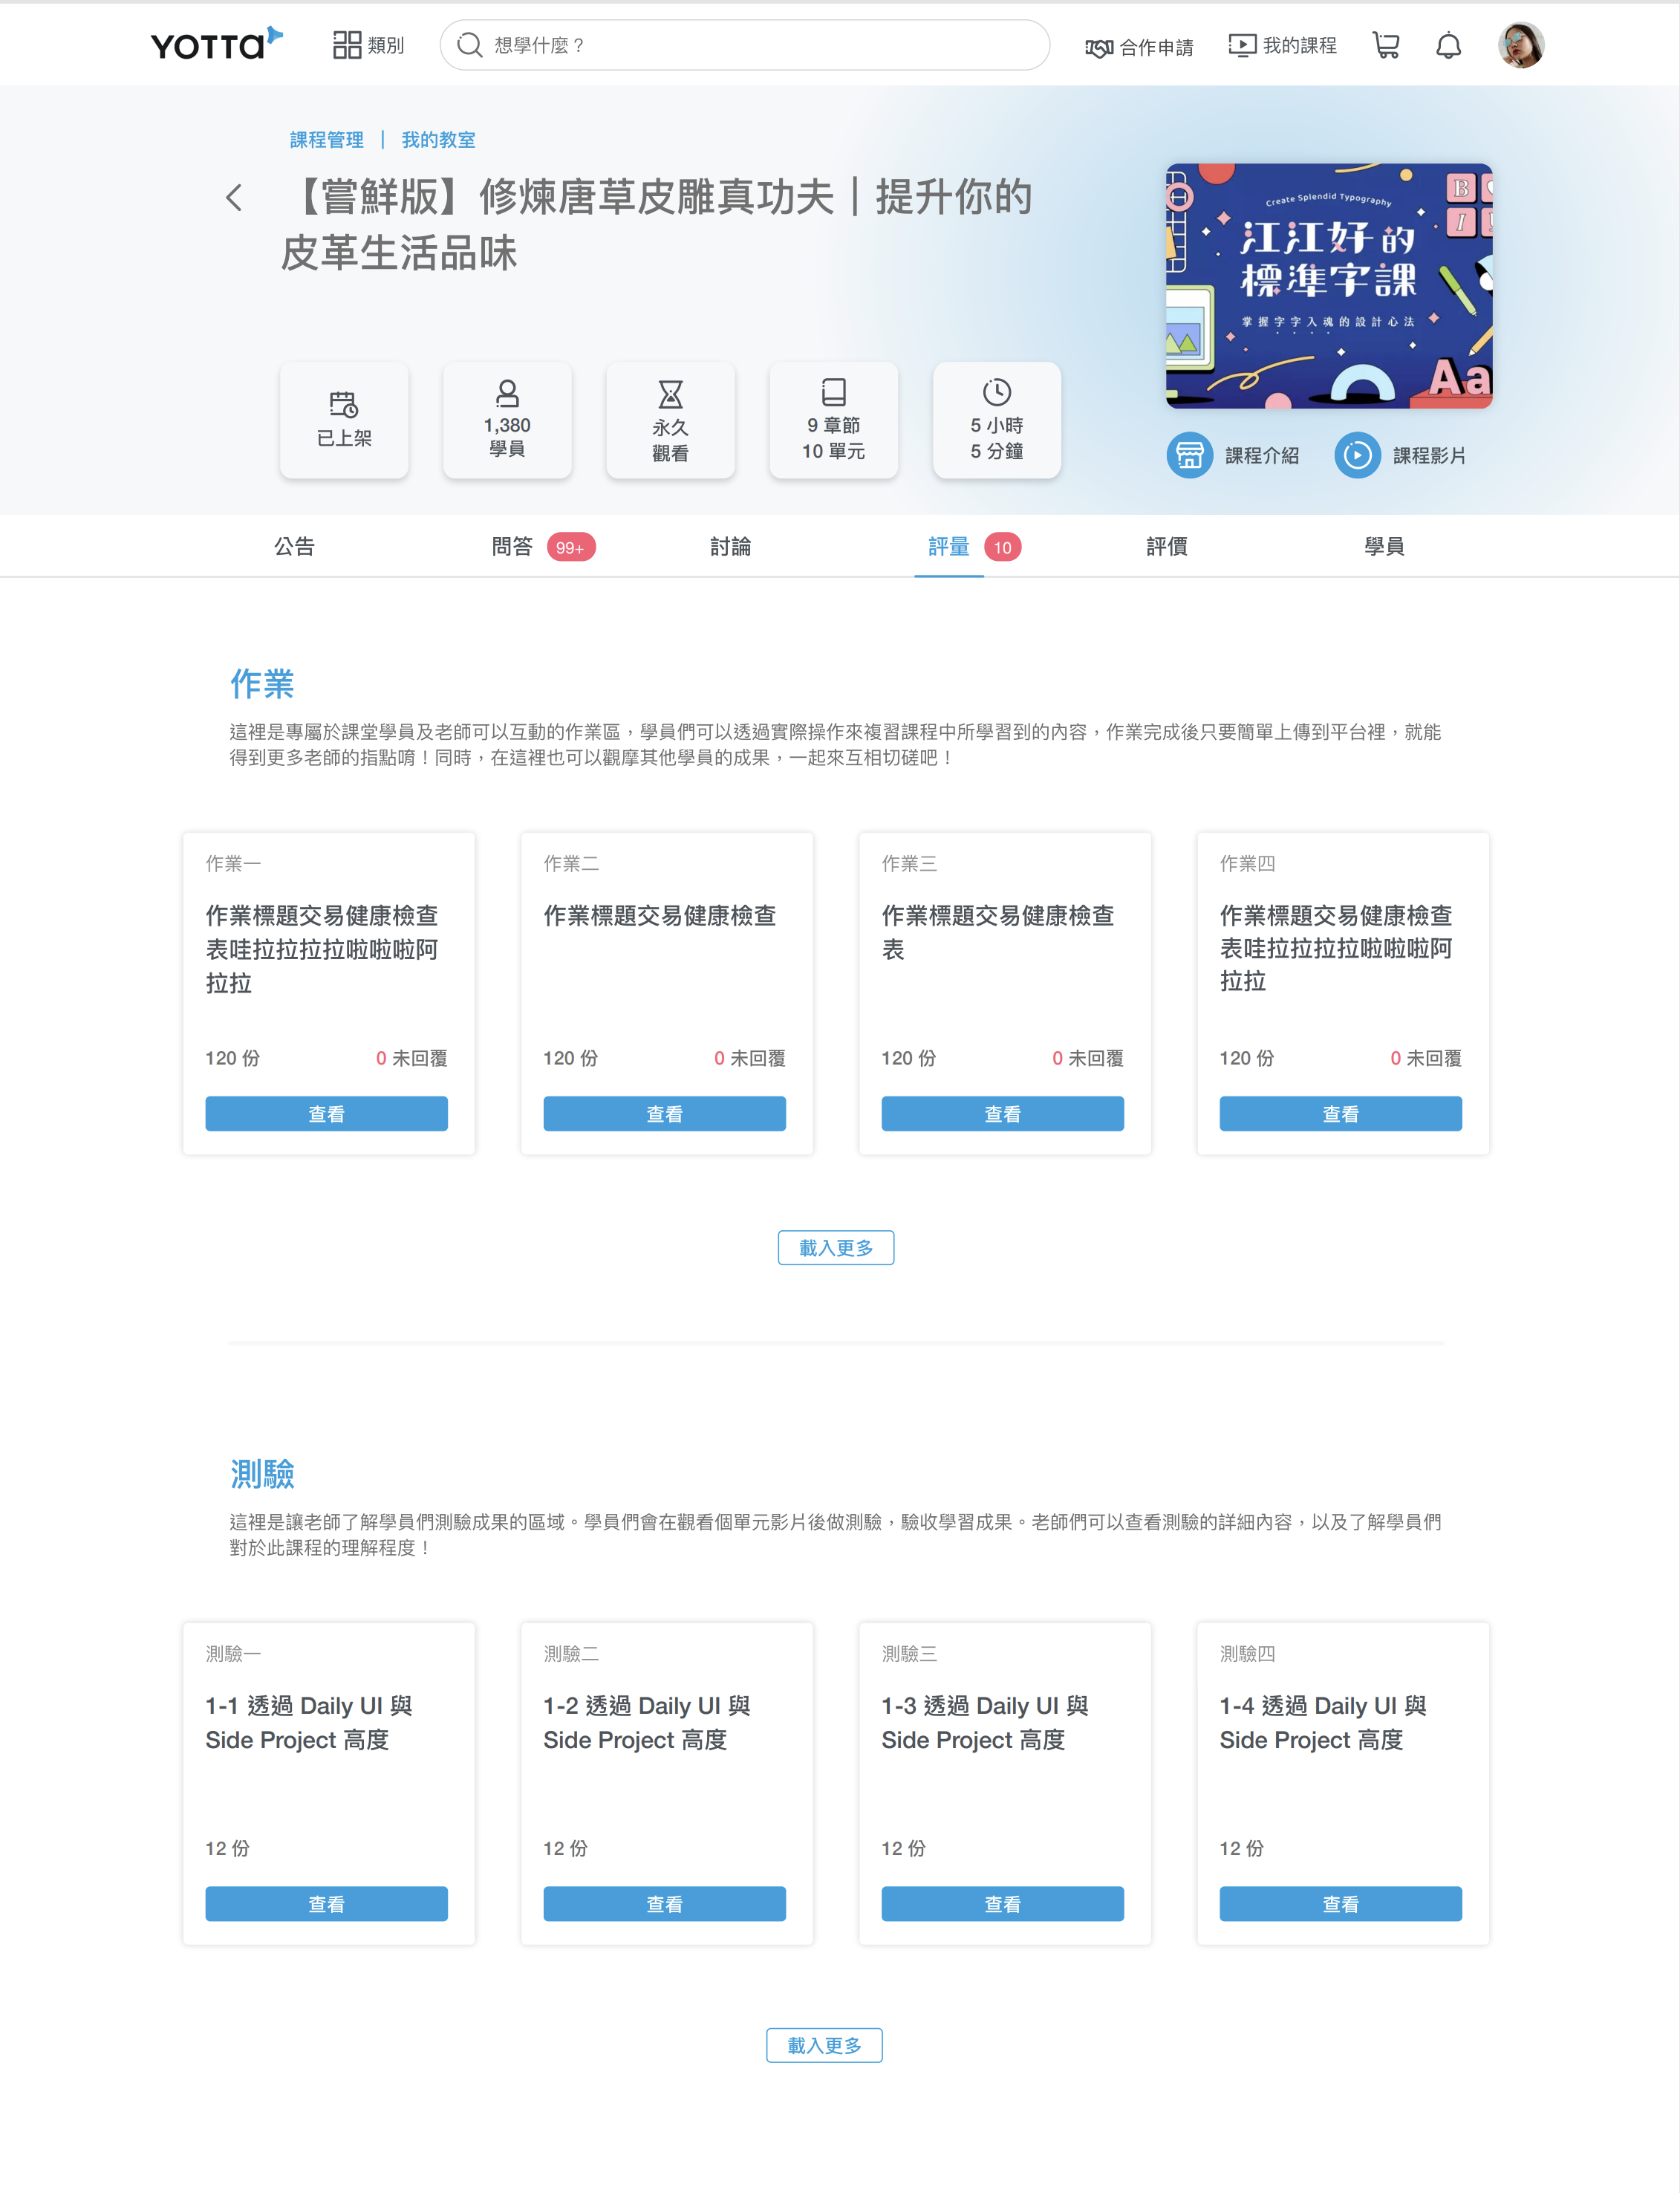 YOTTA
類別
想學什麼？
合作申請
我的課程
課程管理 | 我的教室
【嘗鮮版】修煉唐草皮雕真功夫｜提升你的
皮革生活品味
Create Splendid Typography
江江好的
標準字課
掌握字字入魂的設計心法
B
I
Aa
已上架
1,380
學員
永久
觀看
9 章節
10 單元
5 小時
5 分鐘
課程介紹
課程影片
公告
問答 99+
討論
評量 10
評價
學員
作業
這裡是專屬於課堂學員及老師可以互動的作業區，學員們可以透過實際操作來複習課程中所學習到的內容，作業完成後只要簡單上傳到平台裡，就能
得到更多老師的指點唷！同時，在這裡也可以觀摩其他學員的成果，一起來互相切磋吧！
作業一
作業標題交易健康檢查
表哇拉拉拉拉啦啦啦阿
拉拉
120 份
0 未回覆
查看
作業二
作業標題交易健康檢查
120 份
0 未回覆
查看
作業三
作業標題交易健康檢查
表
120 份
0 未回覆
查看
作業四
作業標題交易健康檢查
表哇拉拉拉拉啦啦啦阿
拉拉
120 份
0 未回覆
查看
載入更多
測驗
這裡是讓老師了解學員們測驗成果的區域。學員們會在觀看個單元影片後做測驗，驗收學習成果。老師們可以查看測驗的詳細內容，以及了解學員們
對於此課程的理解程度！
測驗一
1-1 透過 Daily UI 與
Side Project 高度
12 份
查看
測驗二
1-2 透過 Daily UI 與
Side Project 高度
12 份
查看
測驗三
1-3 透過 Daily UI 與
Side Project 高度
12 份
查看
測驗四
1-4 透過 Daily UI 與
Side Project 高度
12 份
查看
載入更多